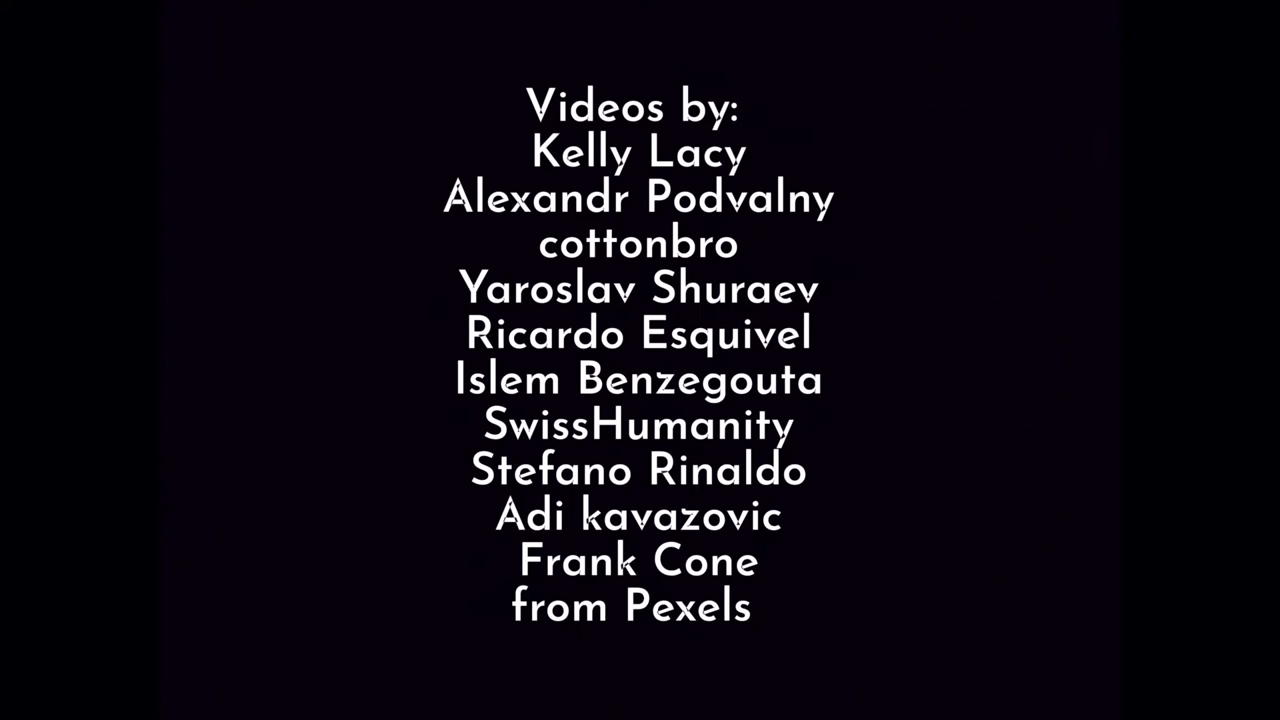 Videos by:
Kelly Lacy
Alexandr Podvalny
cottonbro
Yaroslav Shuraev
Ricardo Esquivel
Islem Benzegouta
SwissHumanity
Stefano Rinaldo
Adi kavazovic
Frank Cone
from Pexels